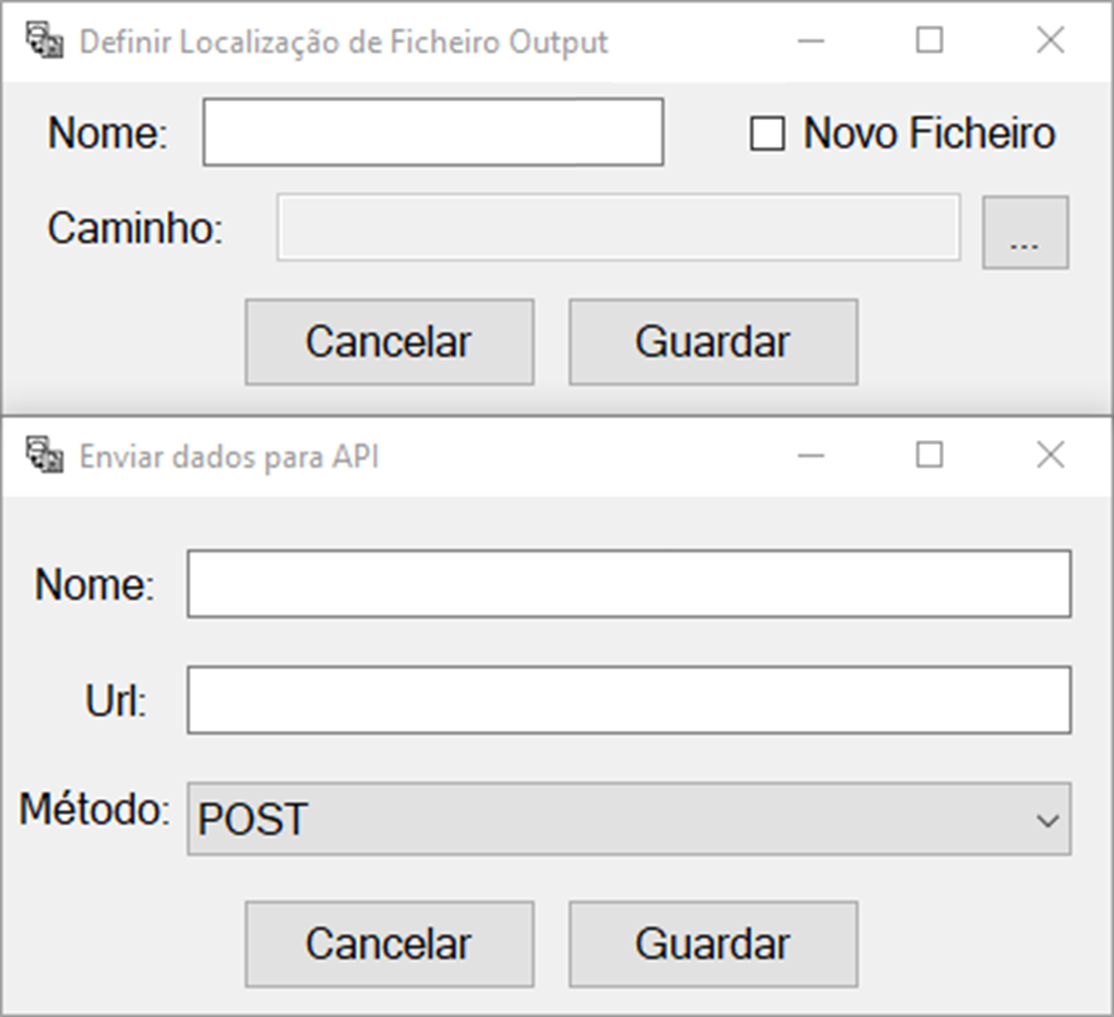 Definir Localização de Ficheiro Output
Nome: Novo Ficheiro
Caminho: ...
Cancelar Guardar
Enviar dados para API
Nome:
Url:
Método: POST
Cancelar Guardar